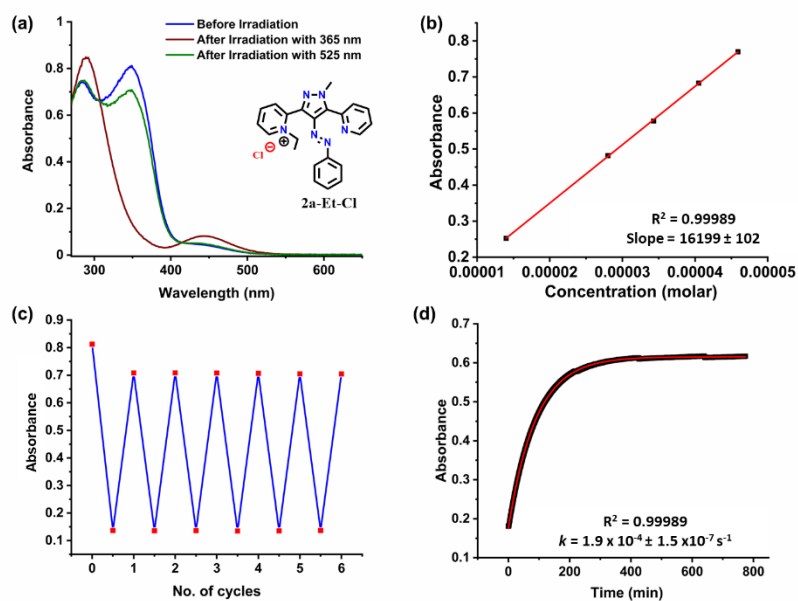 (a)
Before Irradiation
After Irradiation with 365 nm
After Irradiation with 525 nm
1
0.8
0.6
0.4
0.2
0
Absorbance
300
400
500
600
Wavelength (nm)
N
N
N
N
N
N
Cl
⊖
⊕
2a-Et-Cl
(b)
0.8
0.7
0.6
0.5
0.4
0.3
0.2
Absorbance
R² = 0.99989
Slope = 16199 ± 102
0.00001
0.00002
0.00003
0.00004
0.00005
Concentration (molar)
(c)
0.9
0.8
0.7
0.6
0.5
0.4
0.3
0.2
0.1
Absorbance
0
1
2
3
4
5
6
No. of cycles
(d)
0.7
0.6
0.5
0.4
0.3
0.2
0.1
Absorbance
R² = 0.99989
k = 1.9 x 10⁻⁴ ± 1.5 x10⁻⁷ s⁻¹
0
200
400
600
800
Time (min)